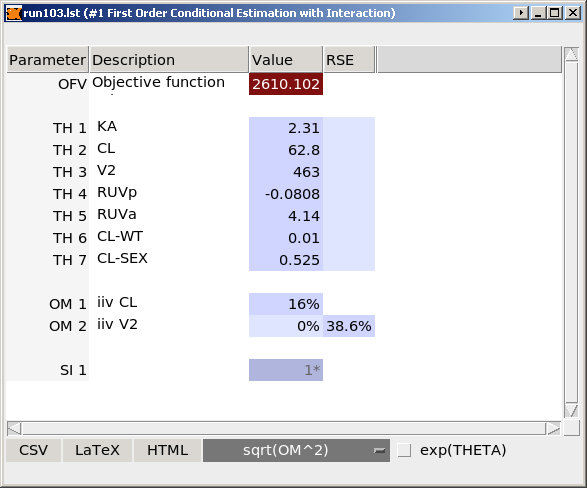 run103.lst (#1 First Order Conditional Estimation with Interaction)
Parameter Description Value RSE
OFV Objective function 2610.102
TH 1 KA 2.31
TH 2 CL 62.8
TH 3 V2 463
TH 4 RUVp -0.0808
TH 5 RUVa 4.14
TH 6 CL-WT 0.01
TH 7 CL-SEX 0.525
OM 1 iiv CL 16%
OM 2 iiv V2 0% 38.6%
SI 1 1*
CSV LaTeX HTML sqrt(OM^2) exp(THETA)